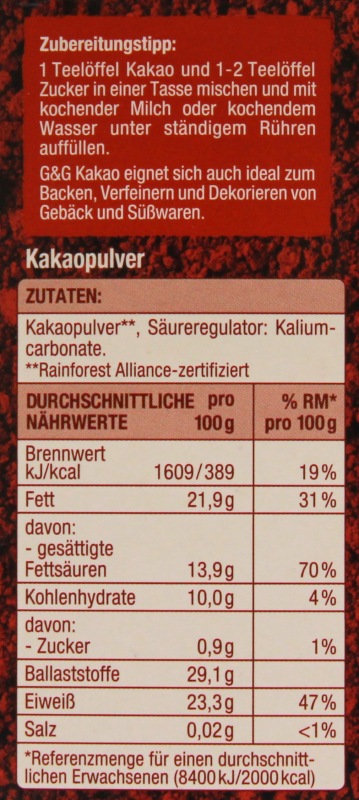 Zubereitungstipp:
1 Teelöffel Kakao und 1-2 Teelöffel
Zucker in einer Tasse mischen und mit
kochender Milch oder kochendem
Wasser unter ständigem Rühren
auffüllen.
G&G Kakao eignet sich auch ideal zum
Backen, Verfeinern und Dekorieren von
Gebäck und Süßwaren.
Kakaopulver
ZUTATEN:
Kakaopulver**, Säureregulator: Kalium-
carbonate.
**Rainforest Alliance-zertifiziert
DURCHSCHNITTLICHE pro % RM*
NÄHRWERTE 100g pro 100g
Brennwert
kJ/kcal 1609/389 19%
Fett 21,9g 31%
davon:
- gesättigte
Fettsäuren 13,9g 70%
Kohlenhydrate 10,0g 4%
davon:
- Zucker 0,9g 1%
Ballaststoffe 29,1g
Eiweiß 23,3g 47%
Salz 0,02g <1%
*Referenzmenge für einen durchschnitt-
lichen Erwachsenen (8400kJ/2000kcal)